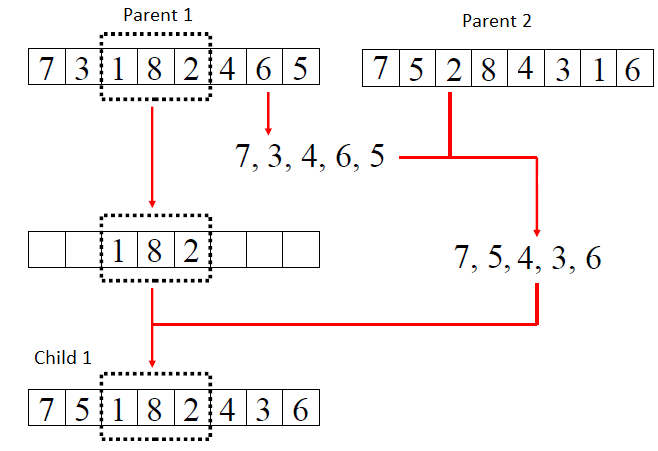 Parent 1
Parent 2
7 3 1 8 2 4 6 5
7 5 2 8 4 3 1 6
7, 3, 4, 6, 5
1 8 2
7, 5, 4, 3, 6
Child 1
7 5 1 8 2 4 3 6